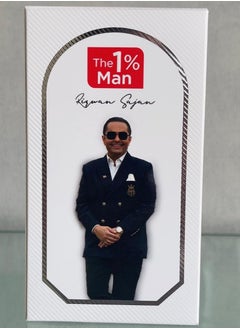 The 1%
Man
Rizwan Sajan